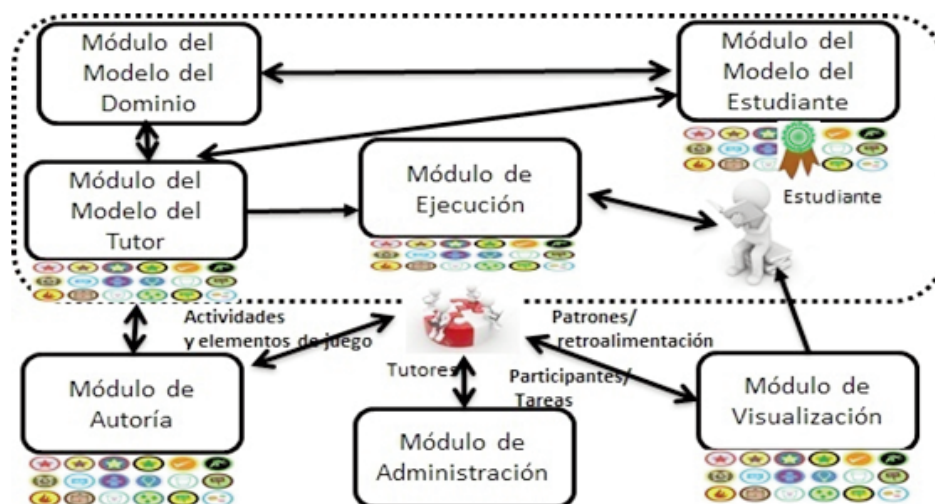 Módulo del
Modelo del
Dominio
Módulo del
Modelo del
Estudiante
Módulo del
Modelo del
Tutor
Módulo de
Ejecución
Estudiante
Actividades
y elementos de juego
Patrones/
retroalimentación
Tutores
Participantes/
Tareas
Módulo de
Autoría
Módulo de
Administración
Módulo de
Visualización